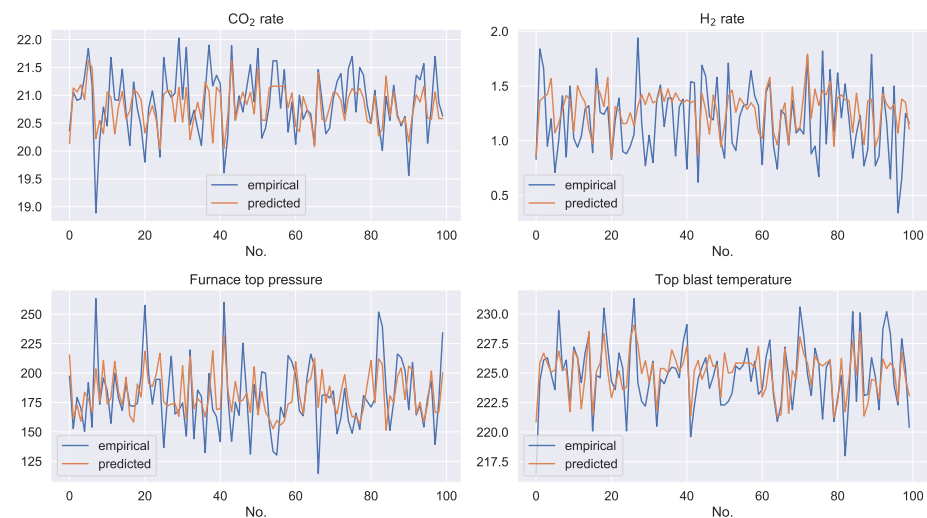 CO₂ rate
22.0
21.5
21.0
20.5
20.0
19.5
19.0
empirical
predicted
0 20 40 60 80 100
No.
H₂ rate
2.0
1.5
1.0
0.5
empirical
predicted
0 20 40 60 80 100
No.
Furnace top pressure
250
225
200
175
150
125
empirical
predicted
0 20 40 60 80 100
No.
Top blast temperature
230.0
227.5
225.0
222.5
220.0
217.5
empirical
predicted
0 20 40 60 80 100
No.